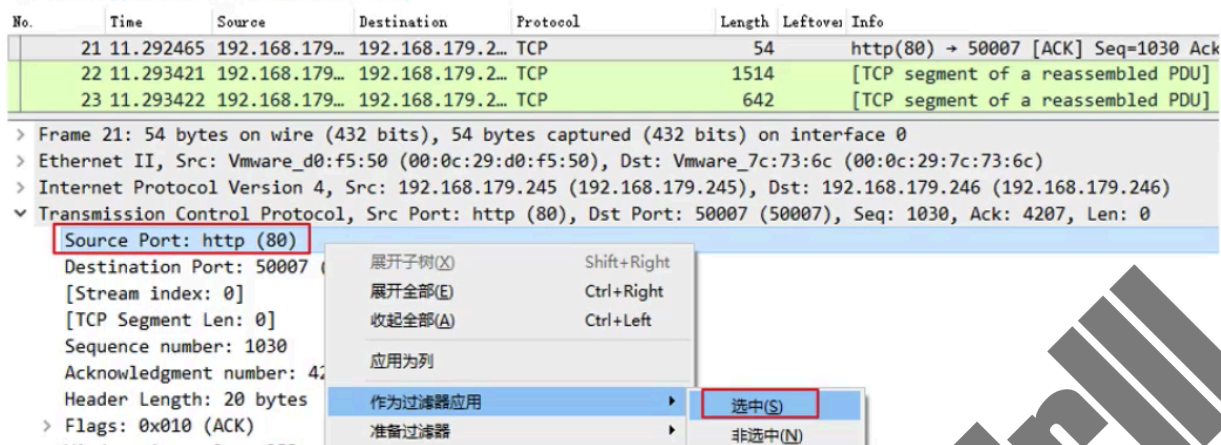 No. Time Source Destination Protocol Length Leftover Info
21 11.292465 192.168.179… 192.168.179.2… TCP 54 http(80) → 50007 [ACK] Seq=1030 Ack
22 11.293421 192.168.179… 192.168.179.2… TCP 1514 [TCP segment of a reassembled PDU]
23 11.293422 192.168.179… 192.168.179.2… TCP 642 [TCP segment of a reassembled PDU]
Frame 21: 54 bytes on wire (432 bits), 54 bytes captured (432 bits) on interface 0
Ethernet II, Src: Vmware_d0:f5:50 (00:0c:29:d0:f5:50), Dst: Vmware_7c:73:6c (00:0c:29:7c:73:6c)
Internet Protocol Version 4, Src: 192.168.179.245 (192.168.179.245), Dst: 192.168.179.246 (192.168.179.246)
Transmission Control Protocol, Src Port: http (80), Dst Port: 50007 (50007), Seq: 1030, Ack: 4207, Len: 0
Source Port: http (80)
Destination Port: 50007 (
[Stream index: 0]
[TCP Segment Len: 0]
Sequence number: 1030
Acknowledgment number: 42
Header Length: 20 bytes
Flags: 0x010 (ACK)
展开子树(X) Shift+Right
展开全部(E) Ctrl+Right
收起全部(A) Ctrl+Left
应用为列
作为过滤器应用
准备过滤器
选中(S)
非选中(N)